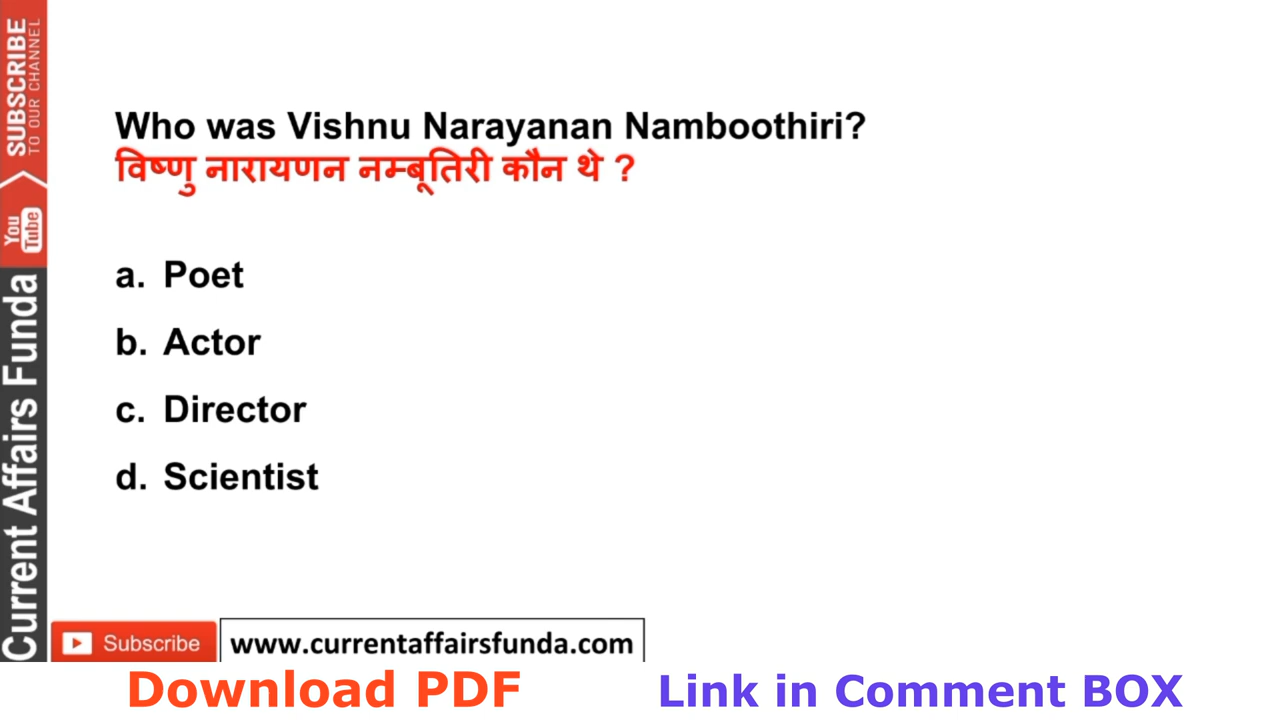 SUBSCRIBE
TO OUR CHANNEL
You
Tube
Current Affairs Funda
Who was Vishnu Narayanan Namboothiri?
विष्णु नारायणन नम्बूतिरी कौन थे ?
a. Poet
b. Actor
c. Director
d. Scientist
Subscribe
www.currentaffairsfunda.com
Download PDF
Link in Comment BOX